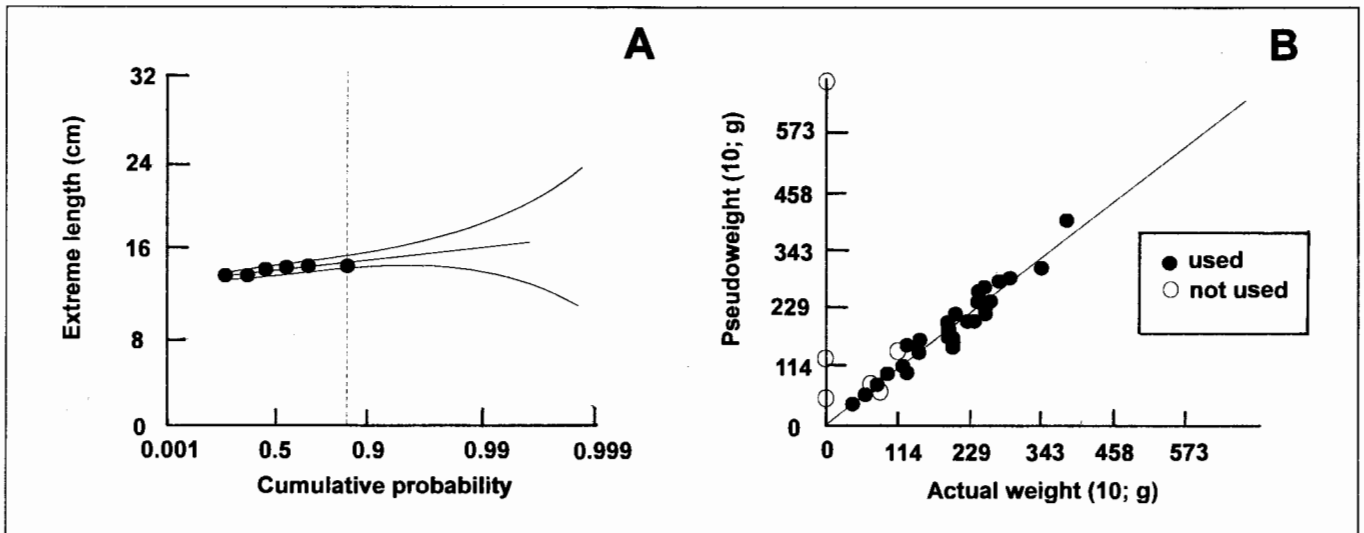 A
32
24
16
8
0
Extreme length (cm)
0.001 0.5 0.9 0.99 0.999
Cumulative probability
B
573
458
343
229
114
0
Pseudoweight (10; g)
0 114 229 343 458 573
Actual weight (10; g)
used
not used